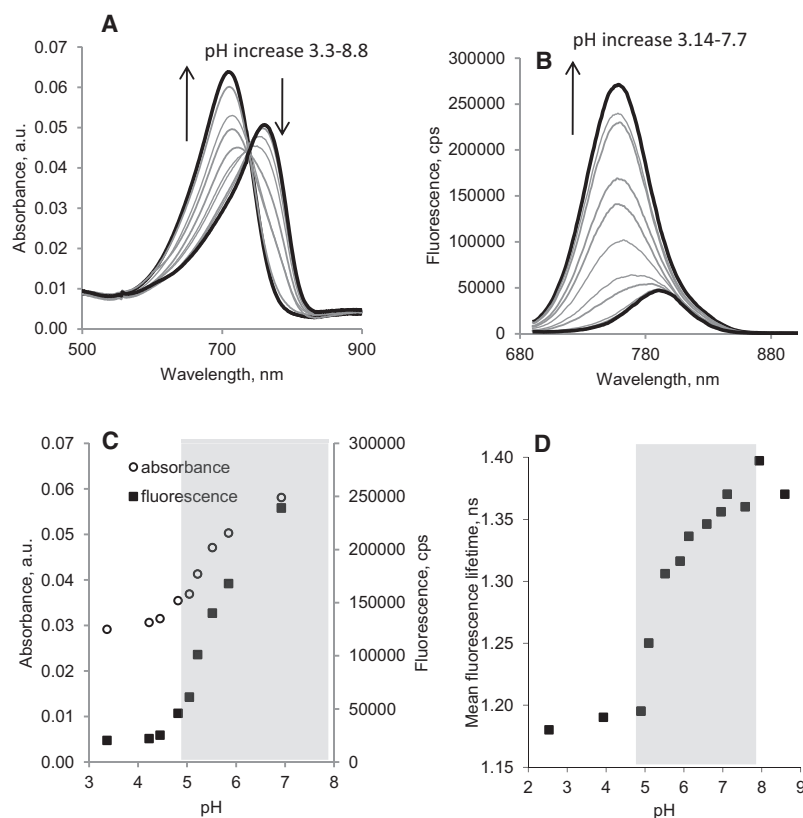 A
pH increase 3.3-8.8
0.07
0.06
0.05
0.04
0.03
0.02
0.01
0.00
Absorbance, a.u.
500 700 900
Wavelength, nm
B
pH increase 3.14-7.7
300000
250000
200000
150000
100000
50000
0
Fluorescence, cps
680 780 880
Wavelength, nm
C
0.07
0.06
0.05
0.04
0.03
0.02
0.01
0.00
Absorbance, a.u.
absorbance
fluorescence
300000
250000
200000
150000
100000
50000
0
Fluorescence, cps
3 4 5 6 7 8
pH
D
1.40
1.35
1.30
1.25
1.20
1.15
Mean fluorescence lifetime, ns
2 3 4 5 6 7 8 9
pH